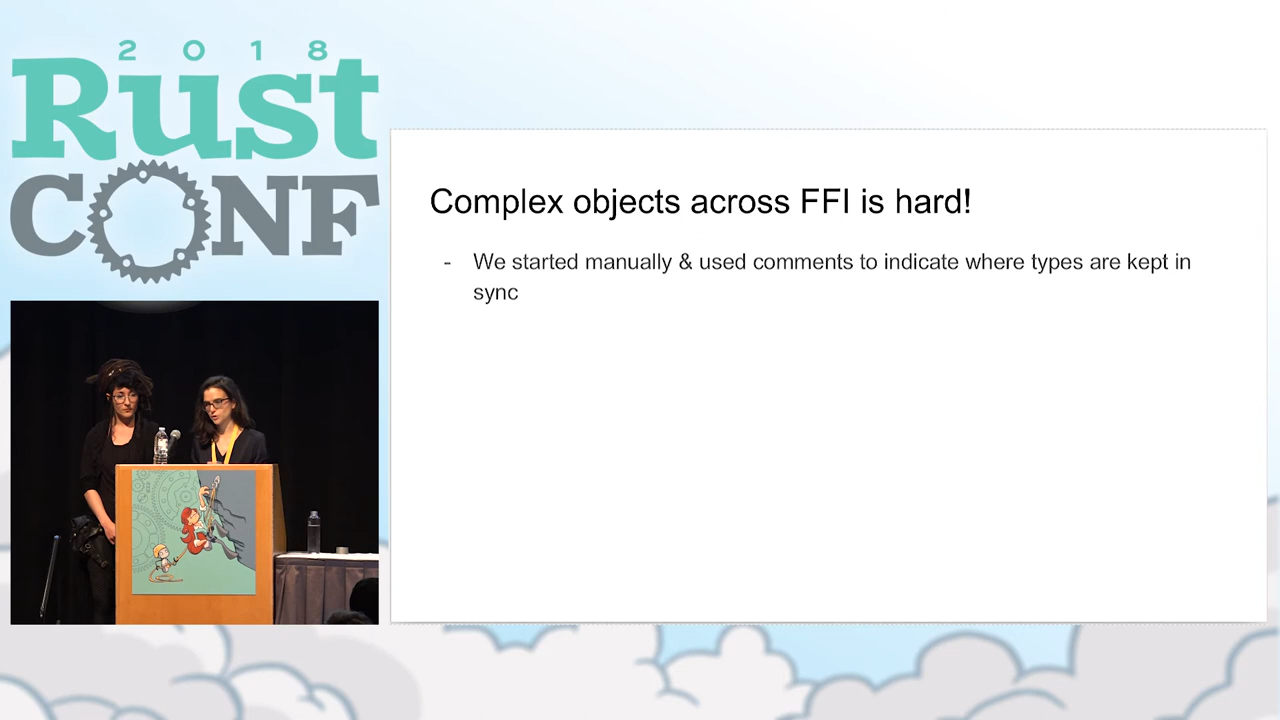 2018
Rust
CONF
Complex objects across FFI is hard!
- We started manually & used comments to indicate where types are kept in
sync